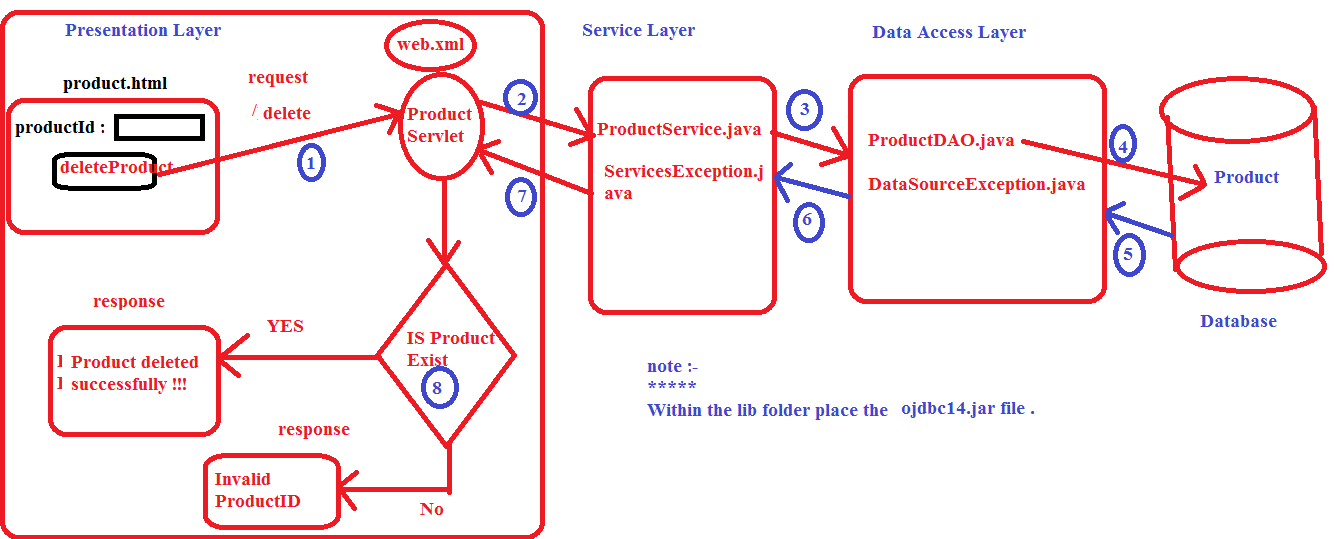 Presentation Layer
Service Layer
Data Access Layer
web.xml
product.html
request
/ delete
productId :
deleteProduct
1
Product
Servlet
2
ProductService.java
ServicesException.j
ava
3
ProductDAO.java
DataSourceException.java
4
Product
5
6
7
Database
response
YES
Product deleted
successfully !!!
IS Product
Exist
8
response
Invalid
ProductID
No
note :-
*****
Within the lib folder place the ojdbc14.jar file .